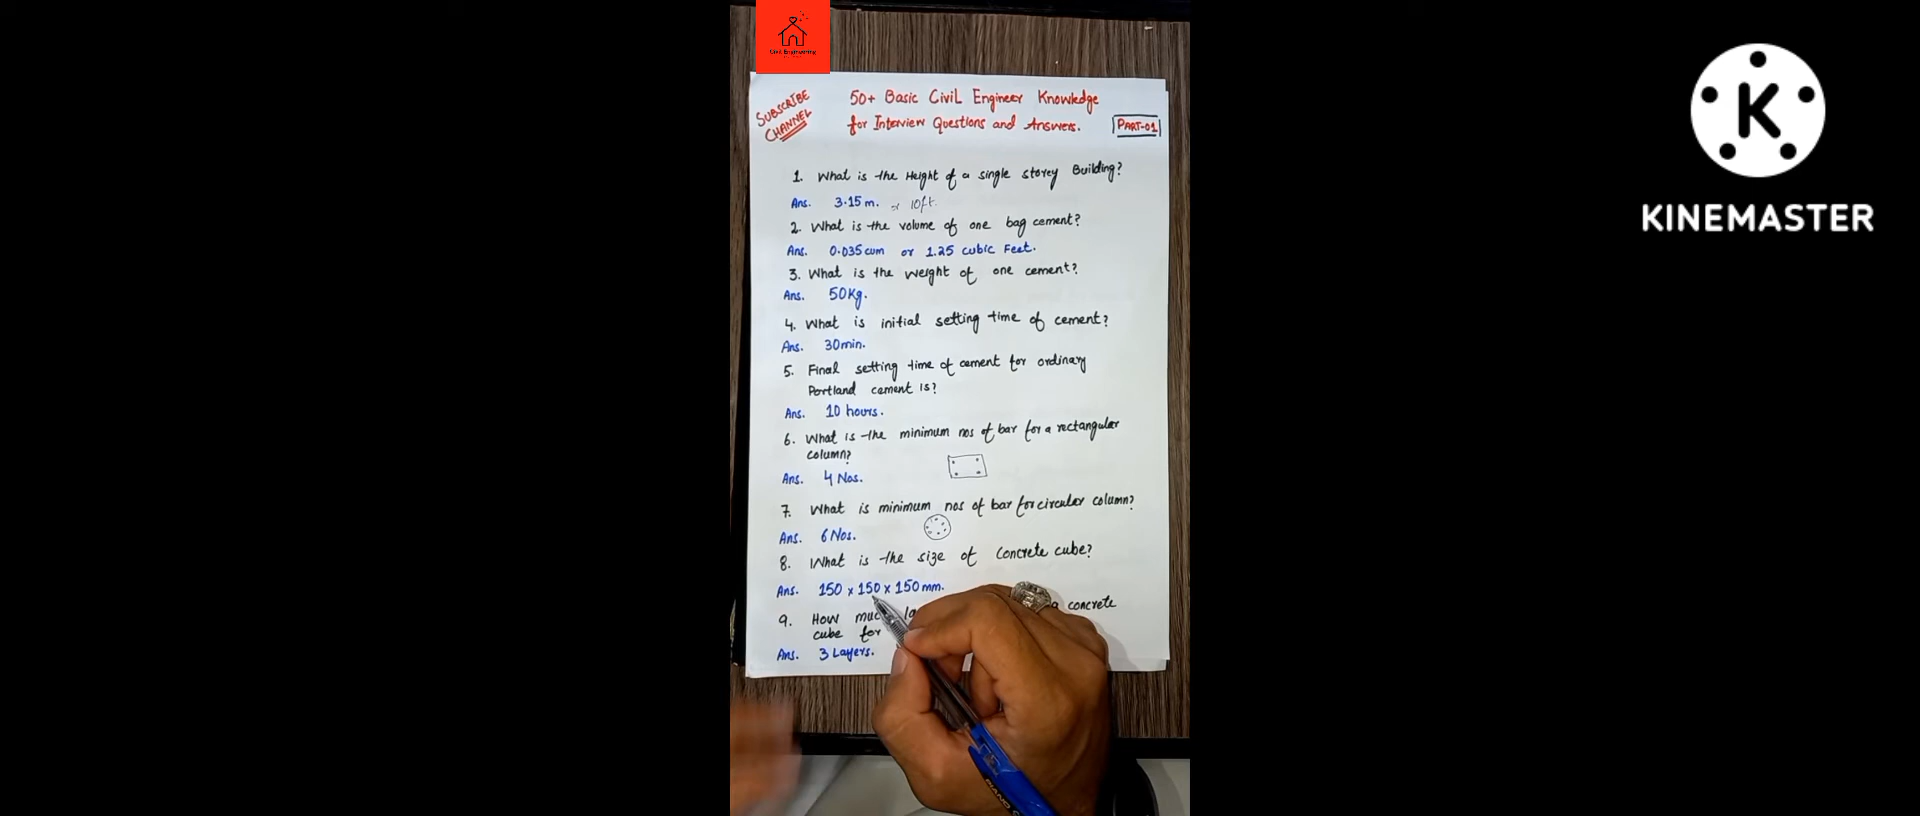 Civil Engineering
SUBSCRIBE
CHANNEL
50+ Basic Civil Engineer Knowledge
for Interview Questions and Answers.
PART-01
1. What is the Height of a single storey Building?
Ans. 3.15 m. or 10ft.
2. What is the volume of one bag cement?
Ans. 0.035 cum or 1.25 cubic Feet.
3. What is the weight of one cement?
Ans. 50Kg.
4. What is initial setting time of cement?
Ans. 30min.
5. Final setting time of cement for ordinary
Portland cement is?
Ans. 10 hours.
6. What is the minimum nos of bar for a rectangular
column?
Ans. 4 Nos.
7. What is minimum nos of bar for circular column?
Ans. 6 Nos.
8. What is the size of Concrete cube?
Ans. 150 x 150 x 150 mm.
9. How a concrete
cube for
Ans. 3 Layers.
PIANO
K
KINEMASTER